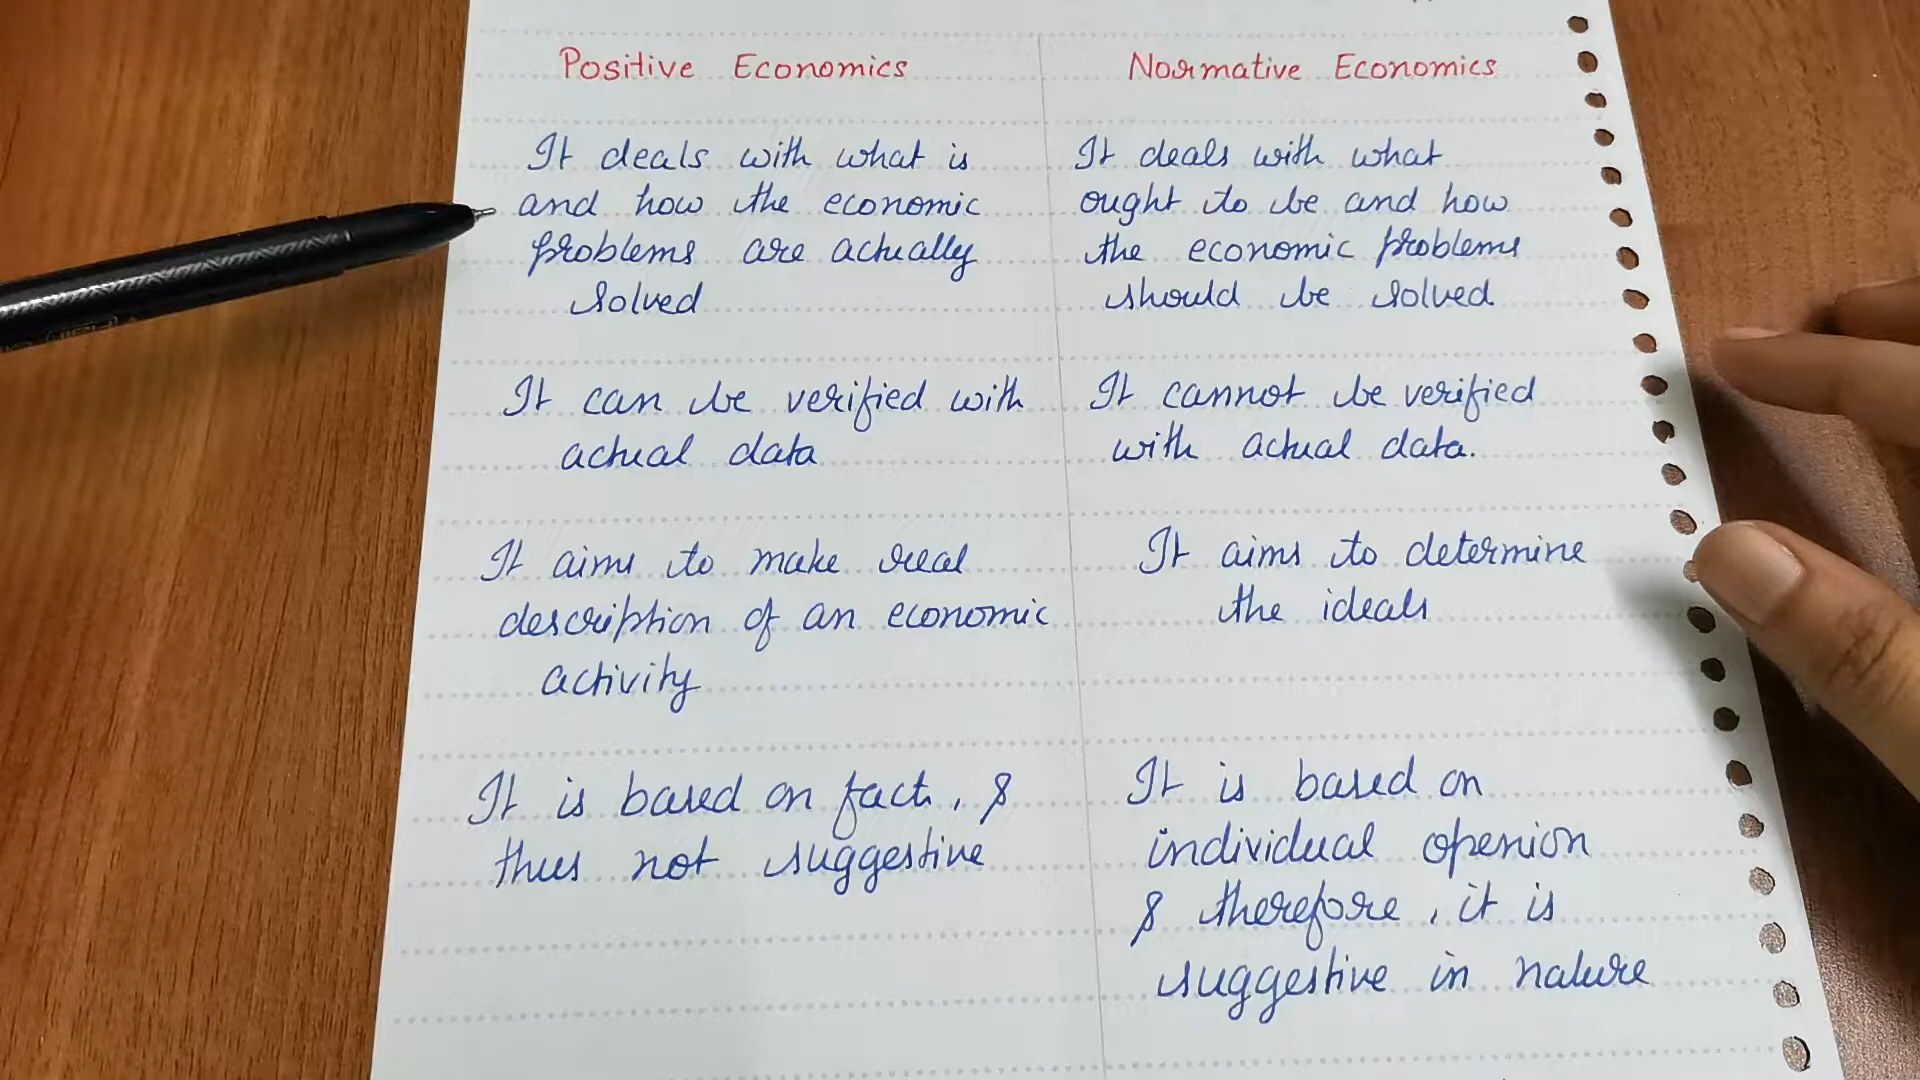 Positive Economics
It deals with what is
and how the economic
problems are actually
solved
It can be verified with
actual data
It aims to make real
description of an economic
activity
It is based on fact, &
thus not suggestive
Normative Economics
It deals with what
ought to be and how
the economic problems
should be solved.
It cannot be verified
with actual data.
It aims to determine
the ideals
It is based on
individual openion
& therefore, it is
suggestive in nature